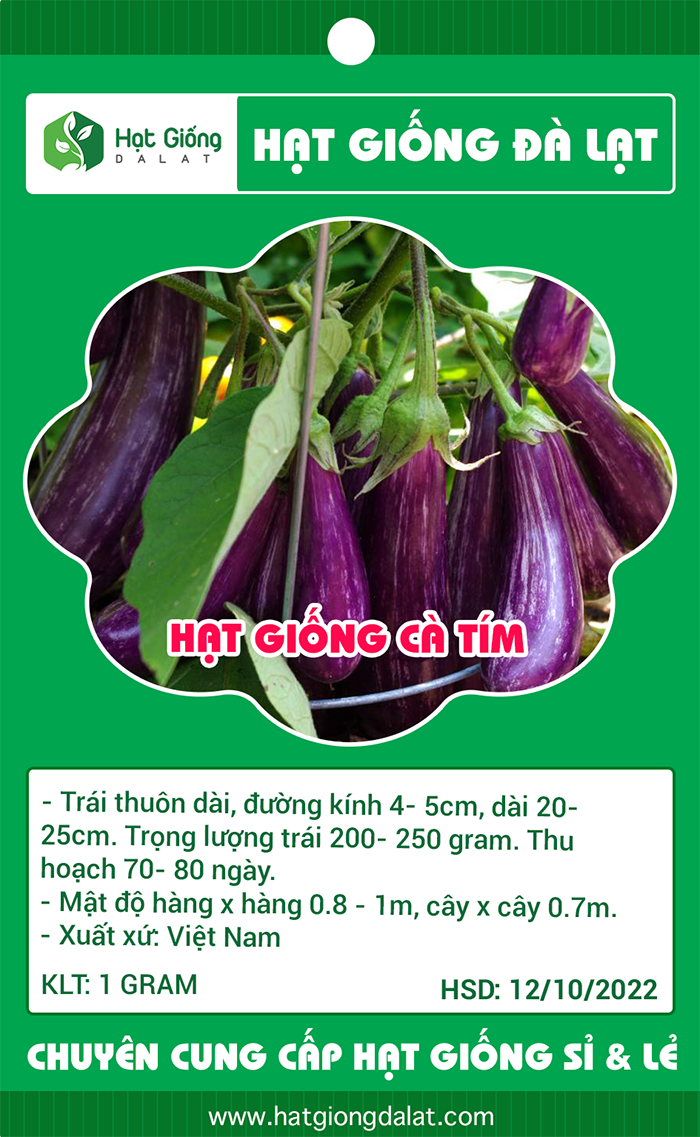 Hạt Giống
DALAT
HẠT GIỐNG ĐÀ LẠT
HẠT GIỐNG CÀ TÍM
- Trái thuôn dài, đường kính 4- 5cm, dài 20-
25cm. Trọng lượng trái 200- 250 gram. Thu
hoạch 70- 80 ngày.
- Mật độ hàng x hàng 0.8 - 1m, cây x cây 0.7m.
- Xuất xứ: Việt Nam
KLT: 1 GRAM
HSD: 12/10/2022
CHUYÊN CUNG CẤP HẠT GIỐNG SỈ & LẺ
www.hatgiongdalat.com